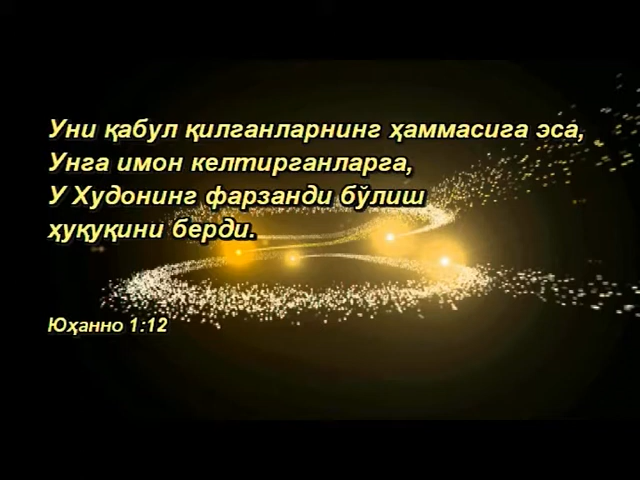 Уни қабул қилганларнинг ҳаммасига эса,
Унга имон келтирганларга,
У Худонинг фарзанди бўлиш
ҳуқуқини берди.
Юҳанно 1:12